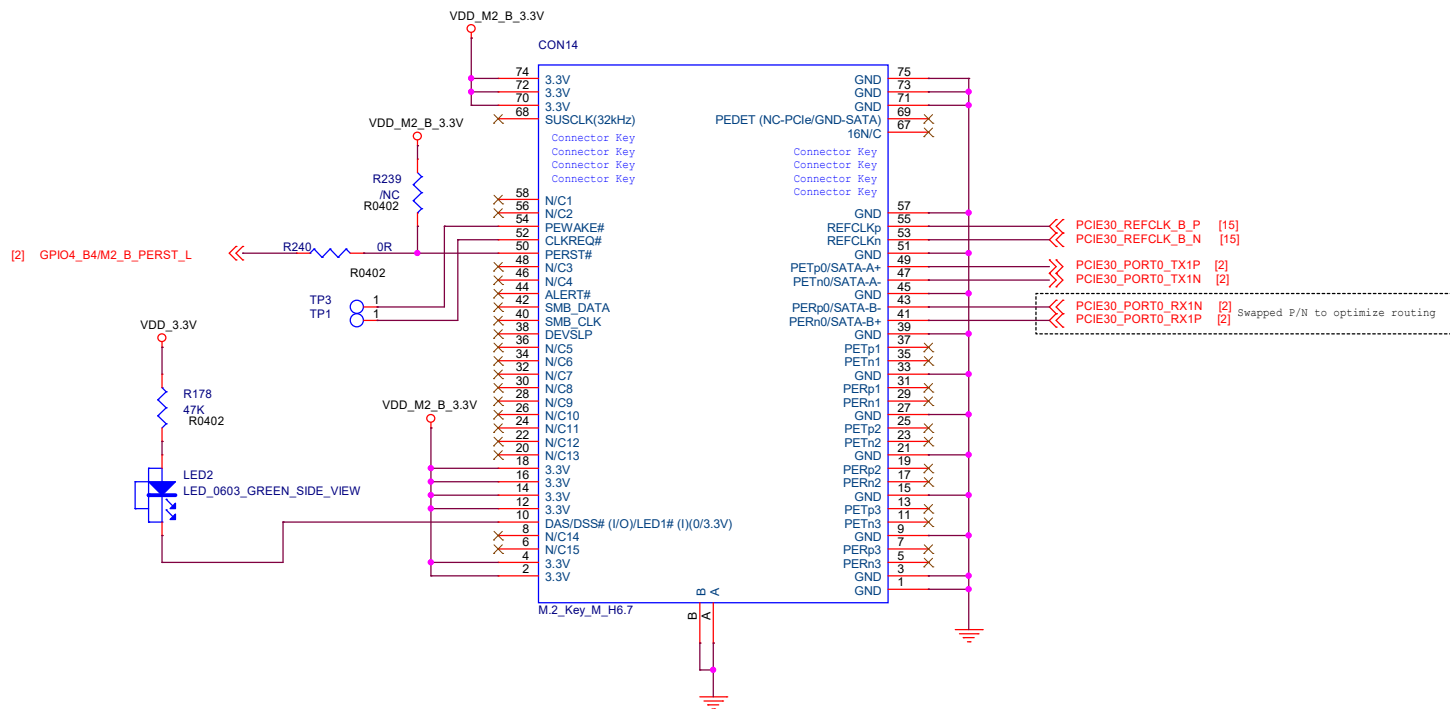 VDD_M2_B_3.3V
CON14
74 3.3V GND 75
72 3.3V GND 73
70 3.3V GND 71
68 SUSCLK(32kHz) PEDET (NC-PCIe/GND-SATA) 69
16N/C 67
VDD_M2_B_3.3V
Connector Key
Connector Key
Connector Key
Connector Key
Connector Key
Connector Key
Connector Key
Connector Key
R239
/NC
R0402
58 N/C1
56 N/C2 GND 57
54 PEWAKE# REFCLKp 55 PCIE30_REFCLK_B_P [15]
52 CLKREQ# REFCLKn 53 PCIE30_REFCLK_B_N [15]
[2] GPIO4_B4/M2_B_PERST_L R240 0R 50 PERST# GND 51
R0402
48 N/C3 PETp0/SATA-A+ 49 PCIE30_PORT0_TX1P [2]
46 N/C4 PETn0/SATA-A- 47 PCIE30_PORT0_TX1N [2]
44 ALERT# GND 45
TP3 1 42 SMB_DATA PERp0/SATA-B- 43 PCIE30_PORT0_RX1N [2]
Swapped P/N to optimize routing
TP1 1 40 SMB_CLK PERn0/SATA-B+ 41 PCIE30_PORT0_RX1P [2]
VDD_3.3V
38 DEVSLP GND 39
36 N/C5 PETp1 37
34 N/C6 PETn1 35
32 N/C7 GND 33
30 N/C8 PERp1 31
28 N/C9 PERn1 29
R178
47K
R0402
VDD_M2_B_3.3V
26 N/C10 GND 27
24 N/C11 PETp2 25
22 N/C12 PETn2 23
20 N/C13 GND 21
18 3.3V PERp2 19
16 3.3V PERn2 17
LED2
LED_0603_GREEN_SIDE_VIEW
14 3.3V GND 15
12 3.3V PETp3 13
10 DAS/DSS# (I/O)/LED1# (I)(0/3.3V) PETn3 11
8 N/C14 GND 9
6 N/C15 PERp3 7
4 3.3V PERn3 5
2 3.3V GND 3
GND 1
B A
M.2_Key_M_H6.7
B A